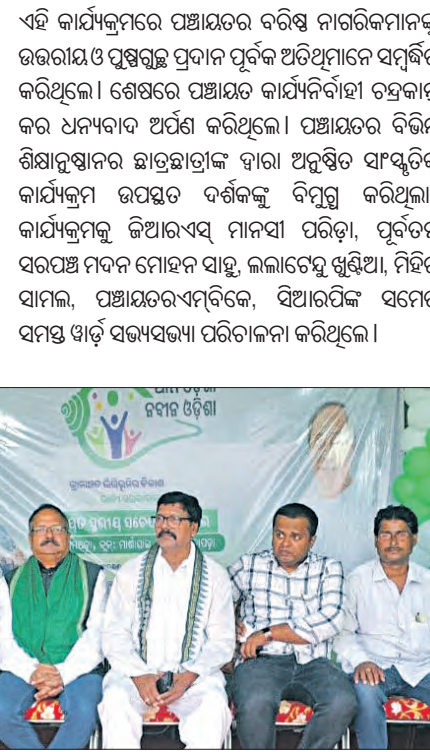 ଏହି କାର୍ଯ୍ୟକ୍ରମରେ ପଞ୍ଚାୟତର ବରିଷ୍ଠ ନାଗରିକମାନଙ୍କୁ
ଉତ୍ତରୀୟ ଓ ପୁଷ୍ପଗୁଚ୍ଛ ପ୍ରଦାନ ପୂର୍ବକ ଅତିଥିମାନେ ସମ୍ବର୍ଦ୍ଧିତ
କରିଥିଲେ। ଶେଷରେ ପଞ୍ଚାୟତ କାର୍ଯ୍ୟନିର୍ବାହୀ ଚନ୍ଦ୍ରକାନ୍ତ
କର ଧନ୍ୟବାଦ ଅର୍ପଣ କରିଥିଲେ। ପଞ୍ଚାୟତର ବିଭିନ୍ନ
ଶିକ୍ଷାନୁଷ୍ଠାନର ଛାତ୍ରଛାତ୍ରୀଙ୍କ ଦ୍ୱାରା ଅନୁଷ୍ଠିତ ସାଂସ୍କୃତିକ
କାର୍ଯ୍ୟକ୍ରମ ଉପସ୍ଥତ ଦର୍ଶକଙ୍କୁ ବିମୁଗ୍ଧ କରିଥିଲା
କାର୍ଯ୍ୟକ୍ରମକୁ ଜିଆରଏସ୍ ମାନସୀ ପରିଡ଼ା, ପୂର୍ବତନ
ସରପଞ୍ଚ ମଦନ ମୋହନ ସାହୁ, ଲଲାଟେନ୍ଦୁ ଖୁଣ୍ଟିଆ, ମିହିର
ସାମଲ, ପଞ୍ଚାୟତରଏମ୍‌ବିକେ, ସିଆରପିଙ୍କ ସମେତ
ସମସ୍ତ ୱାର୍ଡ଼ ସଭ୍ୟସଭ୍ୟା ପରିଚାଳନା କରିଥିଲେ।
ନବୀନ ଓଡ଼ିଶା